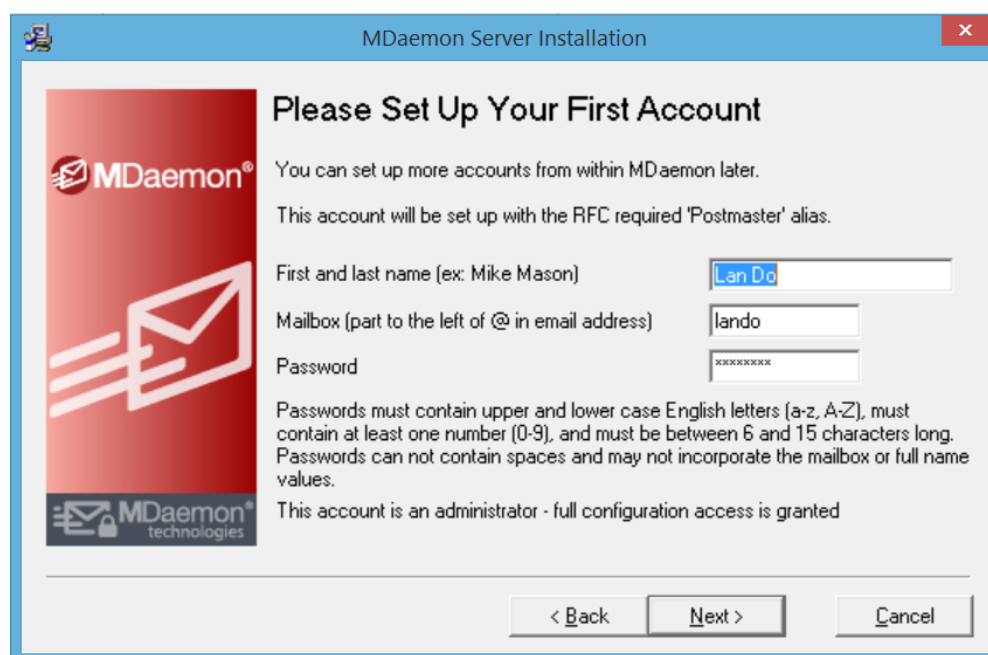 MDaemon Server Installation
MDaemon®
Please Set Up Your First Account
You can set up more accounts from within MDaemon later.
This account will be set up with the RFC required 'Postmaster' alias.
First and last name (ex: Mike Mason)
Lan Do
Mailbox (part to the left of @ in email address)
lando
Password
xxxxxxxx
Passwords must contain upper and lower case English letters (a-z, A-Z), must
contain at least one number (0-9), and must be between 6 and 15 characters long.
Passwords can not contain spaces and may not incorporate the mailbox or full name
values.
This account is an administrator - full configuration access is granted
MDaemon®
technologies
< Back
Next >
Cancel